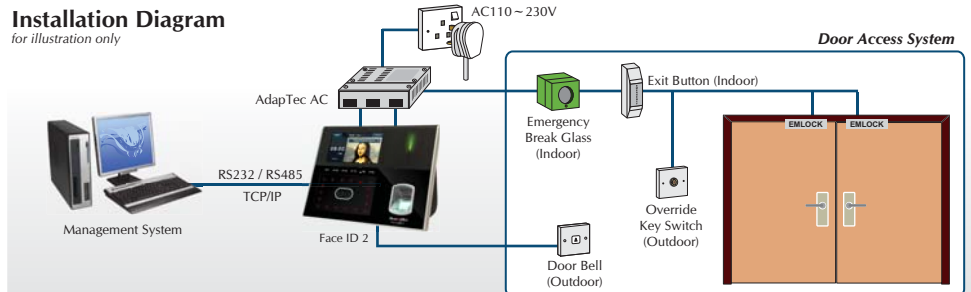 Installation Diagram
for illustration only
AC110 ~ 230V
Door Access System
AdapTec AC
Emergency
Break Glass
(Indoor)
Exit Button (Indoor)
EMLOCK
EMLOCK
RS232 / RS485
TCP/IP
Management System
Face ID 2
Override
Key Switch
(Outdoor)
Door Bell
(Outdoor)